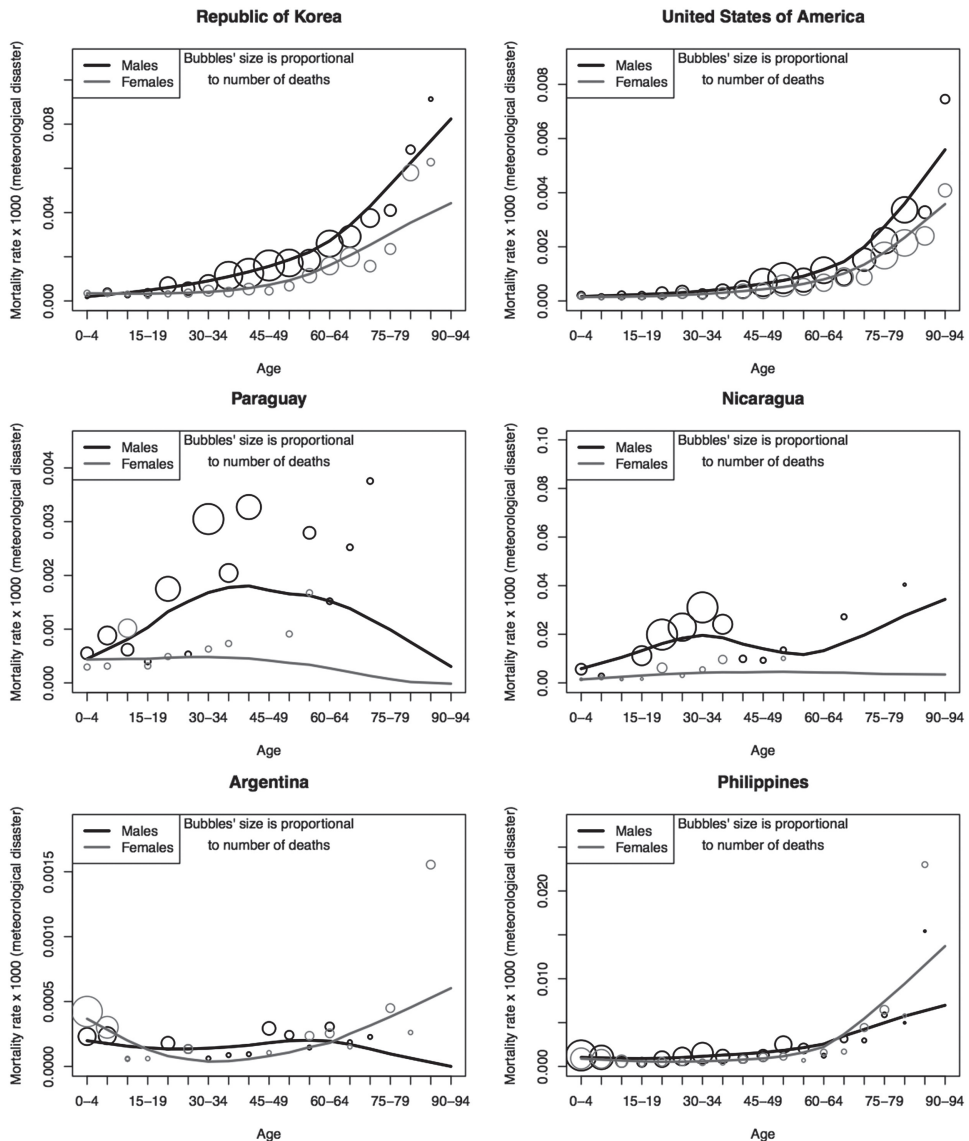 Republic of Korea
Males
Females
Bubbles' size is proportional
to number of deaths
Mortality rate x 1000 (meteorological disaster)
0.008
0.004
0.000
0–4 15–19 30–34 45–49 60–64 75–79 90–94
Age
United States of America
Males
Females
Bubbles' size is proportional
to number of deaths
Mortality rate x 1000 (meteorological disaster)
0.008
0.006
0.004
0.002
0.000
0–4 15–19 30–34 45–49 60–64 75–79 90–94
Age
Paraguay
Males
Females
Bubbles' size is proportional
to number of deaths
Mortality rate x 1000 (meteorological disaster)
0.004
0.003
0.002
0.001
0.000
0–4 15–19 30–34 45–49 60–64 75–79 90–94
Age
Nicaragua
Males
Females
Bubbles' size is proportional
to number of deaths
Mortality rate x 1000 (meteorological disaster)
0.10
0.08
0.06
0.04
0.02
0.00
0–4 15–19 30–34 45–49 60–64 75–79 90–94
Age
Argentina
Males
Females
Bubbles' size is proportional
to number of deaths
Mortality rate x 1000 (meteorological disaster)
0.0015
0.0010
0.0005
0.0000
0–4 15–19 30–34 45–49 60–64 75–79 90–94
Age
Philippines
Males
Females
Bubbles' size is proportional
to number of deaths
Mortality rate x 1000 (meteorological disaster)
0.020
0.010
0.000
0–4 15–19 30–34 45–49 60–64 75–79 90–94
Age